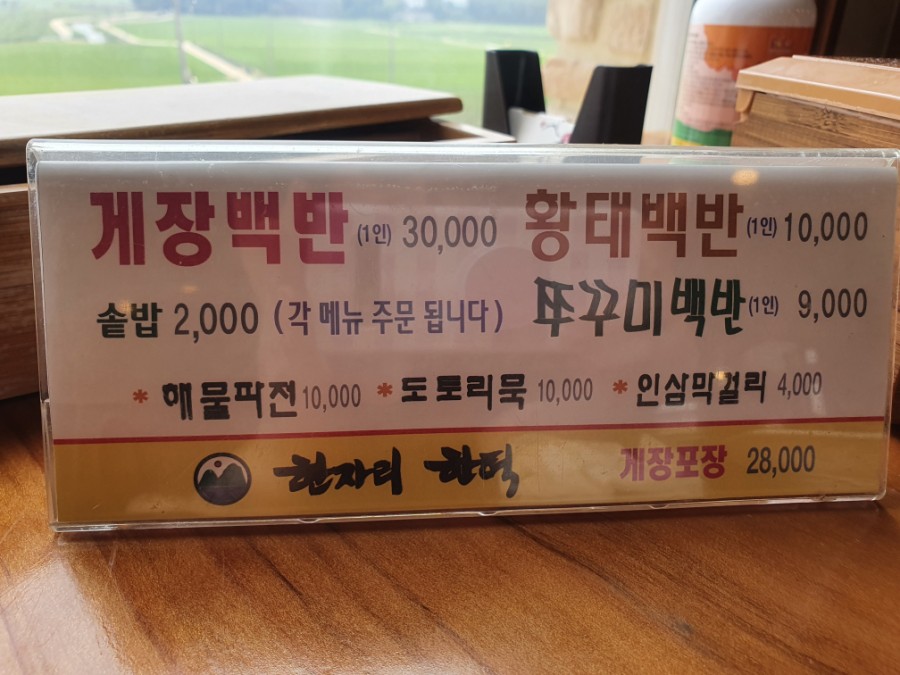 게장백반 (1인) 30,000 황태백반 (1인) 10,000
솥밥 2,000 (각 메뉴 주문 됩니다) 쭈꾸미백반 (1인) 9,000
*해물파전 10,000 *도토리묵 10,000 *인삼막걸리 4,000
한자리 하덕 게장포장 28,000